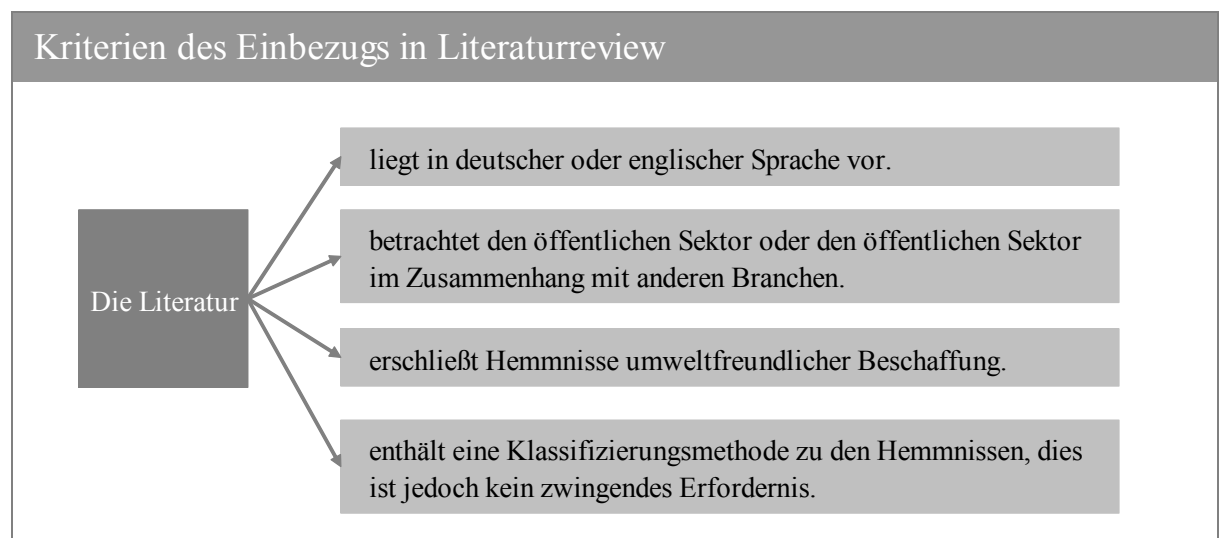 Kriterien des Einbezugs in Literaturreview
Die Literatur
liegt in deutscher oder englischer Sprache vor.
betrachtet den öffentlichen Sektor oder den öffentlichen Sektor
im Zusammenhang mit anderen Branchen.
erschließt Hemmnisse umweltfreundlicher Beschaffung.
enthält eine Klassifizierungsmethode zu den Hemmnissen, dies
ist jedoch kein zwingendes Erfordernis.